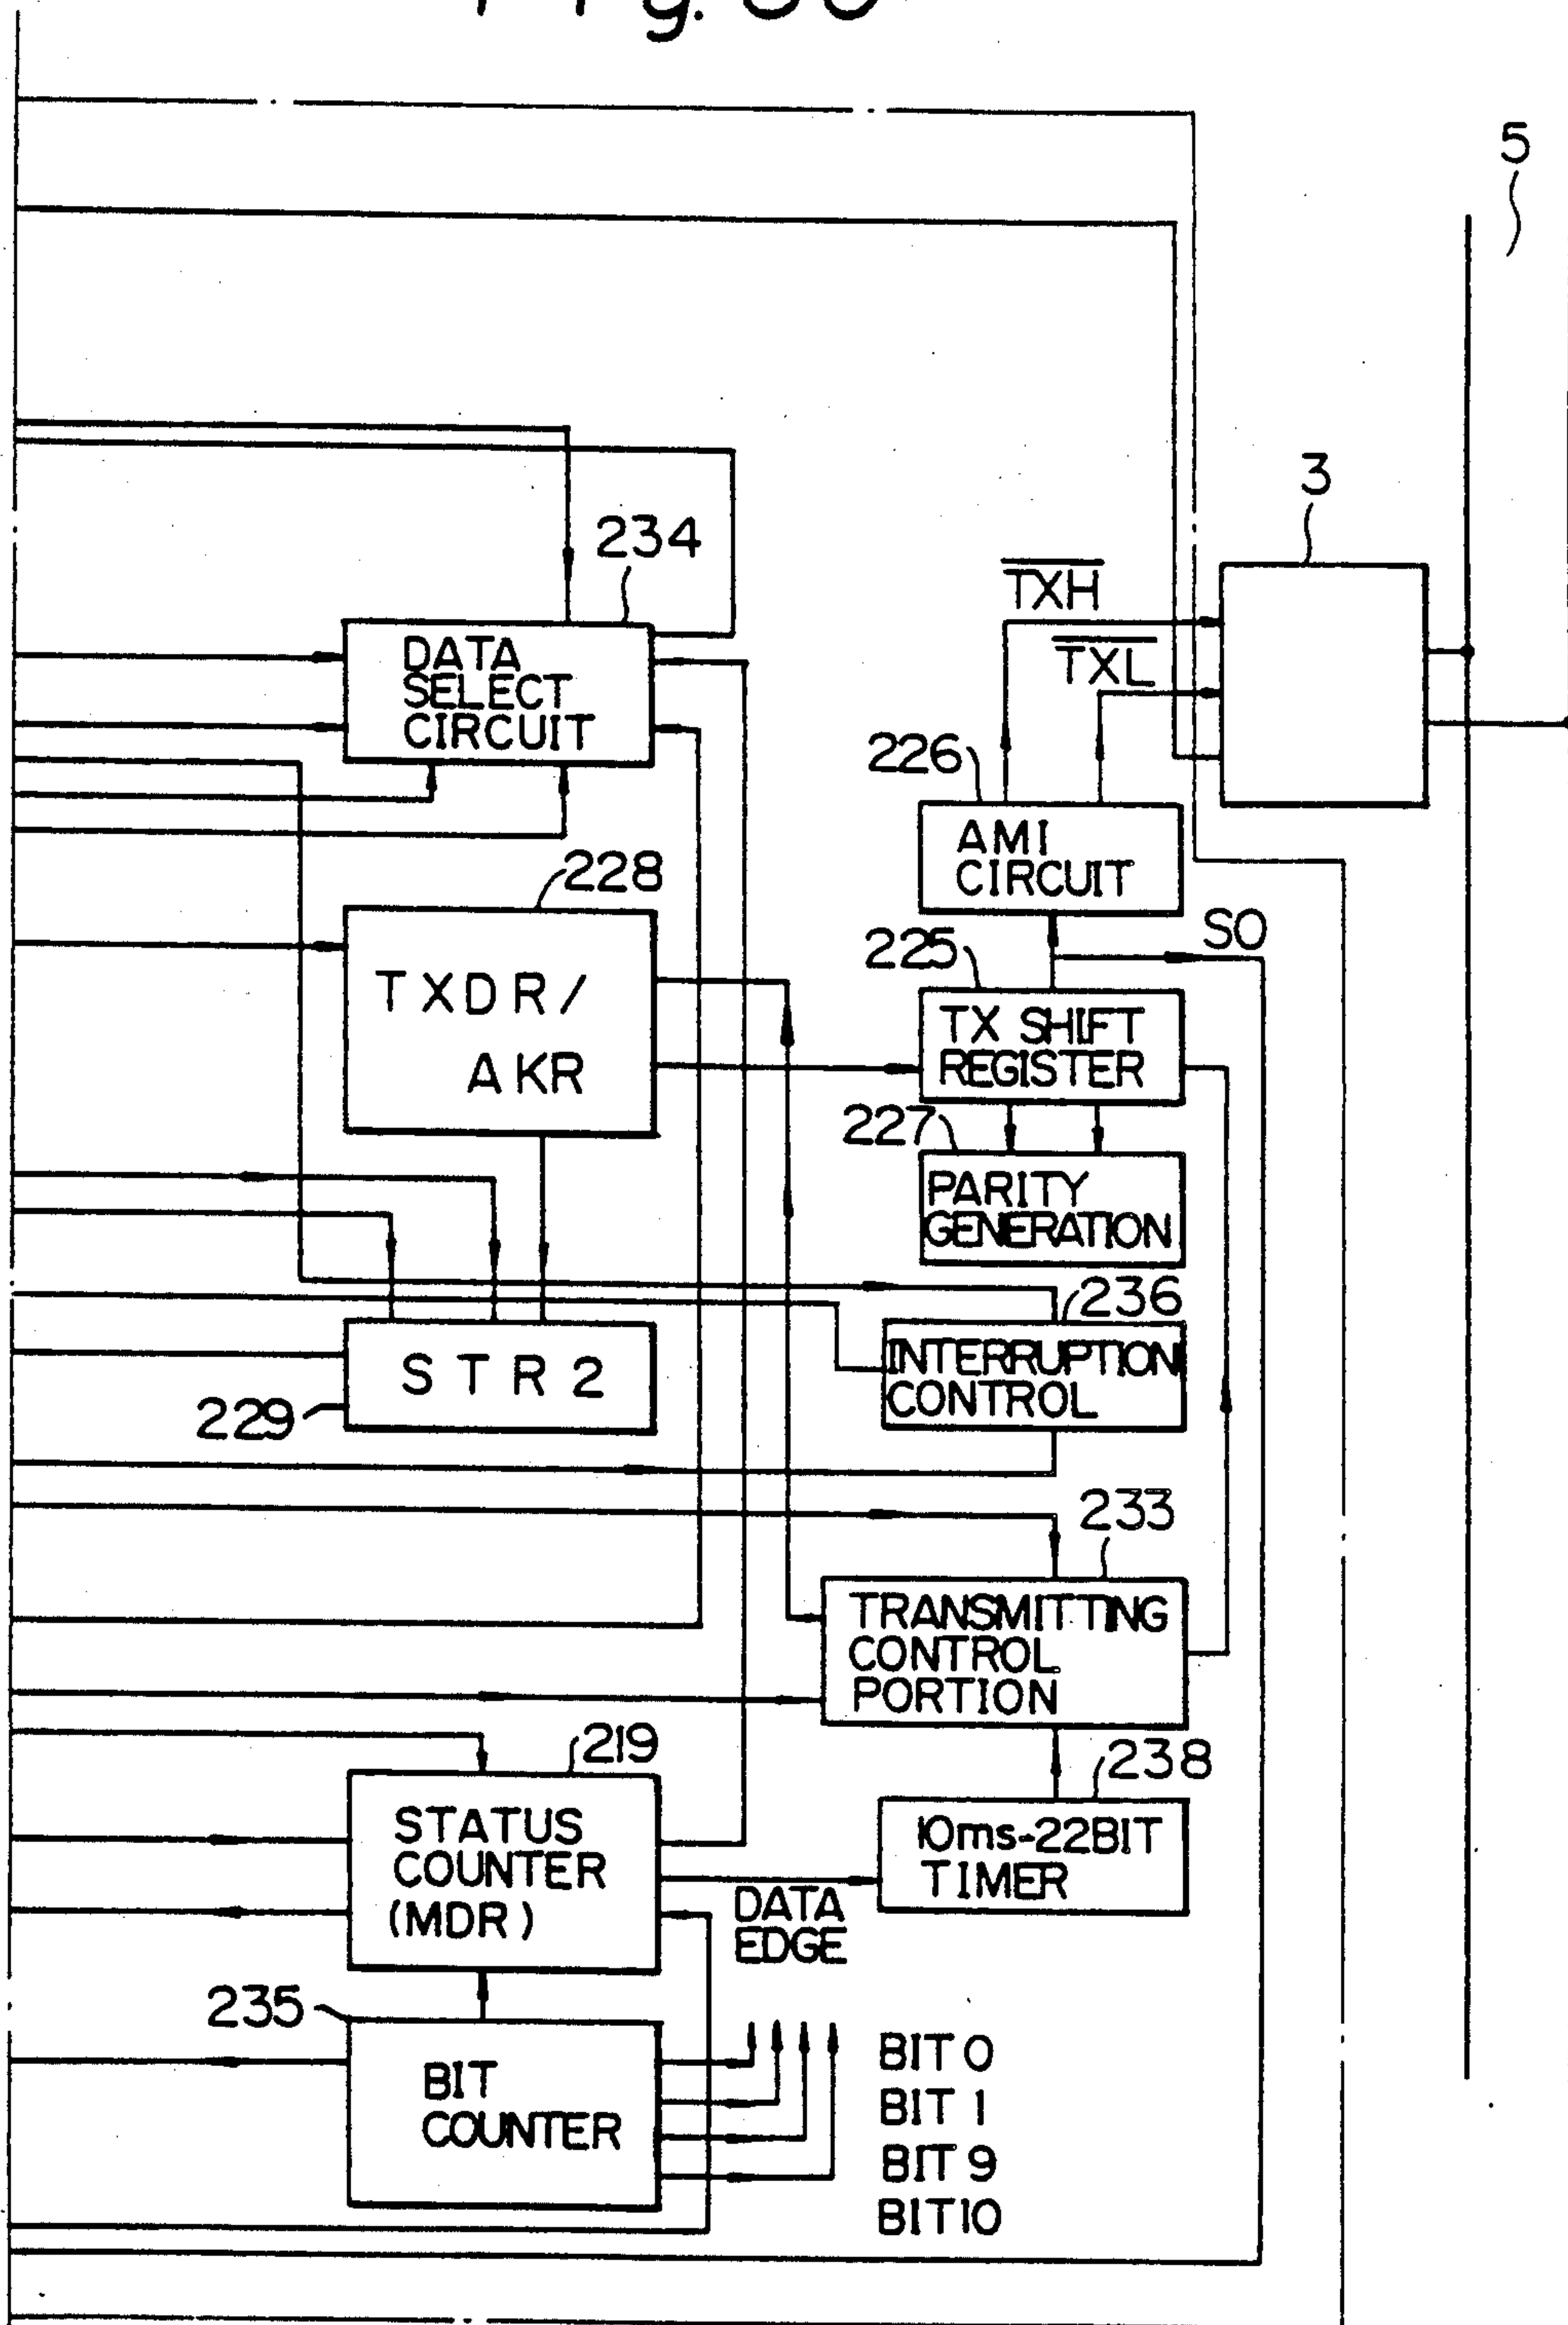 5
3
234
DATA
SELECT
CIRCUIT
T̅X̅H̅
T̅X̅L̅
226
AMI
CIRCUIT
228
TXDR/
AKR
SO
225
TX SHIFT
REGISTER
227
PARITY
GENERATION
236
INTERRUPTION
CONTROL
STR2
229
233
TRANSMITTING
CONTROL
PORTION
219
STATUS
COUNTER
(MDR)
238
10ms-22BIT
TIMER
DATA
EDGE
235
BIT
COUNTER
BIT 0
BIT 1
BIT 9
BIT 10